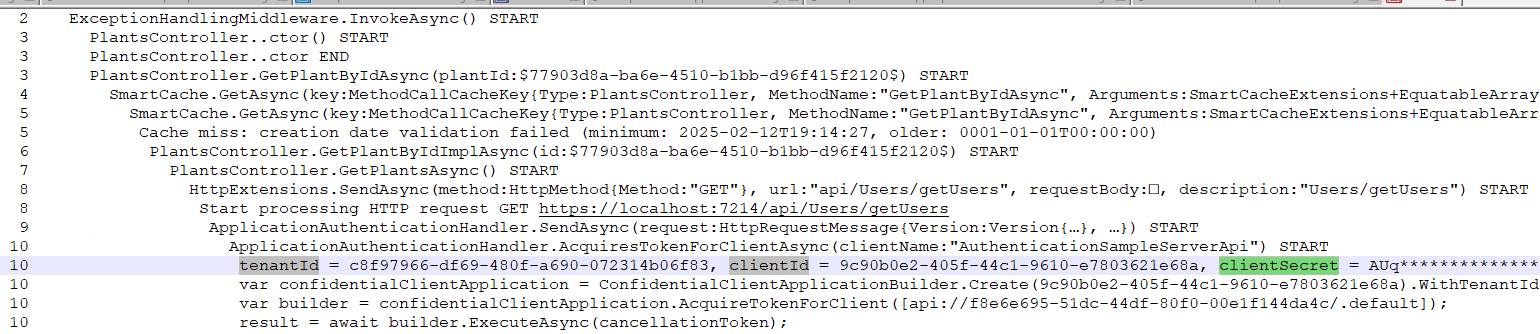 2 ExceptionHandlingMiddleware.InvokeAsync() START
3 PlantsController..ctor() START
3 PlantsController..ctor END
3 PlantsController.GetPlantByIdAsync(plantId:$77903d8a-ba6e-4510-b1bb-d96f415f2120$) START
4 SmartCache.GetAsync(key:MethodCallCacheKey{Type:PlantsController, MethodName:"GetPlantByIdAsync", Arguments:SmartCacheExtensions+EquatableArray
5 SmartCache.GetAsync(key:MethodCallCacheKey{Type:PlantsController, MethodName:"GetPlantByIdAsync", Arguments:SmartCacheExtensions+EquatableArr
5 Cache miss: creation date validation failed (minimum: 2025-02-12T19:14:27, older: 0001-01-01T00:00:00)
6 PlantsController.GetPlantByIdImplAsync(id:$77903d8a-ba6e-4510-b1bb-d96f415f2120$) START
7 PlantsController.GetPlantsAsync() START
8 HttpExtensions.SendAsync(method:HttpMethod{Method:"GET"}, url:"api/Users/getUsers", requestBody:□, description:"Users/getUsers") START
8 Start processing HTTP request GET https://localhost:7214/api/Users/getUsers
9 ApplicationAuthenticationHandler.SendAsync(request:HttpRequestMessage{Version:Version{…}, …}) START
10 ApplicationAuthenticationHandler.AcquiresTokenForClientAsync(clientName:"AuthenticationSampleServerApi") START
10 tenantId = c8f97966-df69-480f-a690-072314b06f83, clientId = 9c90b0e2-405f-44c1-9610-e7803621e68a, clientSecret = AUq**************
10 var confidentialClientApplication = ConfidentialClientApplicationBuilder.Create(9c90b0e2-405f-44c1-9610-e7803621e68a).WithTenantId
10 var builder = confidentialClientApplication.AcquireTokenForClient([api://f8e6e695-51dc-44df-80f0-00e1f144da4c/.default]);
10 result = await builder.ExecuteAsync(cancellationToken);